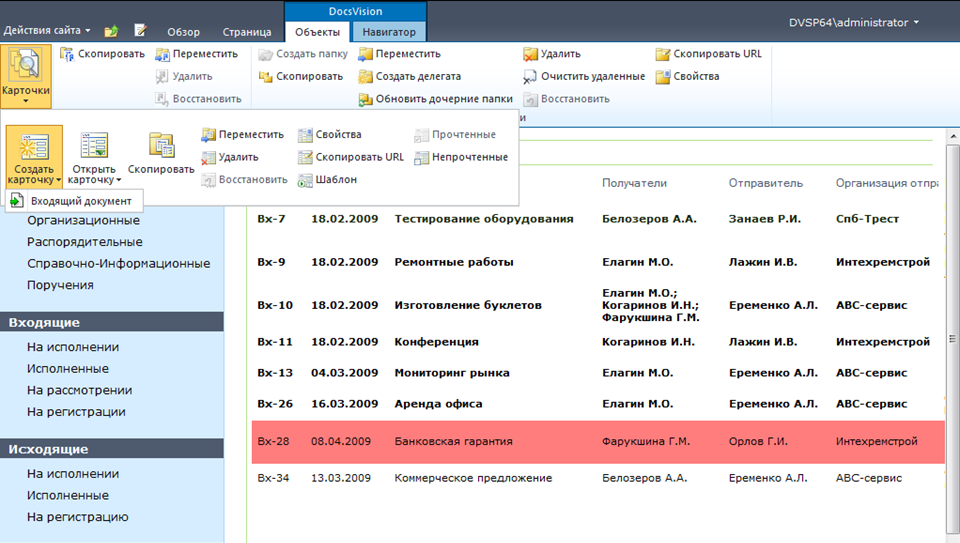 DocsVision
DVSP64\administrator
Действия сайта
Обзор
Страница
Объекты
Навигатор
Карточки
Скопировать
Переместить
Удалить
Восстановить
Создать папку
Скопировать
Переместить
Создать делегата
Обновить дочерние папки
Удалить
Очистить удаленные
Восстановить
Скопировать URL
Свойства
и
Создать
карточку
Открыть
карточку
Скопировать
Переместить
Удалить
Восстановить
Свойства
Скопировать URL
Шаблон
Прочтенные
Непрочтенные
Входящий документ
Организационные
Распорядительные
Справочно-Информационные
Поручения
Входящие
На исполнении
Исполненные
На рассмотрении
На регистрации
Исходящие
На исполнении
Исполненные
На регистрацию
Получатели Отправитель Организация отпра
Вх-7 18.02.2009 Тестирование оборудования Белозеров А.А. Занаев Р.И. Спб-Трест
Вх-9 18.02.2009 Ремонтные работы Елагин М.О. Лажин И.В. Интехремстрой
Вх-10 18.02.2009 Изготовление буклетов Елагин М.О.; Когаринов И.Н.; Фарукшина Г.М. Еременко А.Л. АВС-сервис
Вх-11 18.02.2009 Конференция Когаринов И.Н. Лажин И.В. Интехремстрой
Вх-13 04.03.2009 Мониторинг рынка Елагин М.О. Еременко А.Л. АВС-сервис
Вх-26 16.03.2009 Аренда офиса Елагин М.О. Еременко А.Л. АВС-сервис
Вх-28 08.04.2009 Банковская гарантия Фарукшина Г.М. Орлов Г.И. Интехремстрой
Вх-34 13.03.2009 Коммерческое предложение Белозеров А.А. Еременко А.Л. АВС-сервис